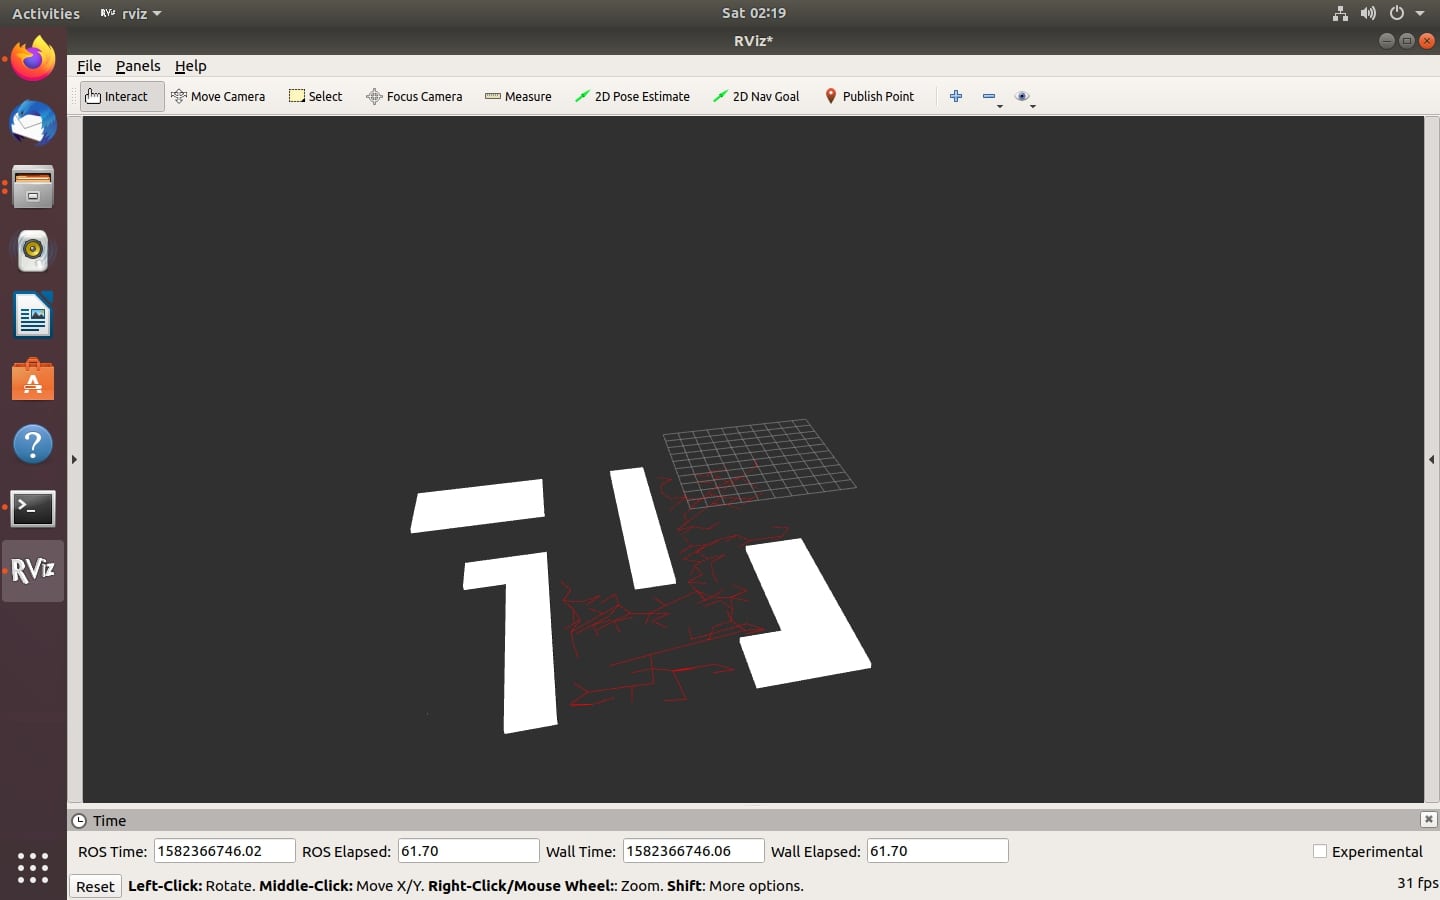 Activities RViz rviz Sat 02:19
RViz*
File Panels Help
Interact Move Camera Select Focus Camera Measure 2D Pose Estimate 2D Nav Goal Publish Point
RViz
Time
ROS Time: 1582366746.02 ROS Elapsed: 61.70 Wall Time: 1582366746.06 Wall Elapsed: 61.70 Experimental
Reset Left-Click: Rotate. Middle-Click: Move X/Y. Right-Click/Mouse Wheel:: Zoom. Shift: More options. 31 fps